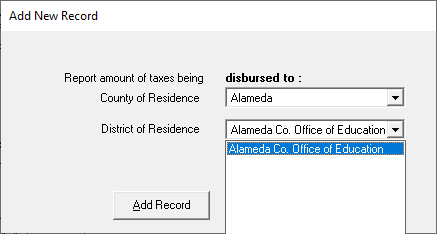 Add New Record
Report amount of taxes being disbursed to :
County of Residence Alameda
District of Residence Alameda Co. Office of Education
Alameda Co. Office of Education
Add Record